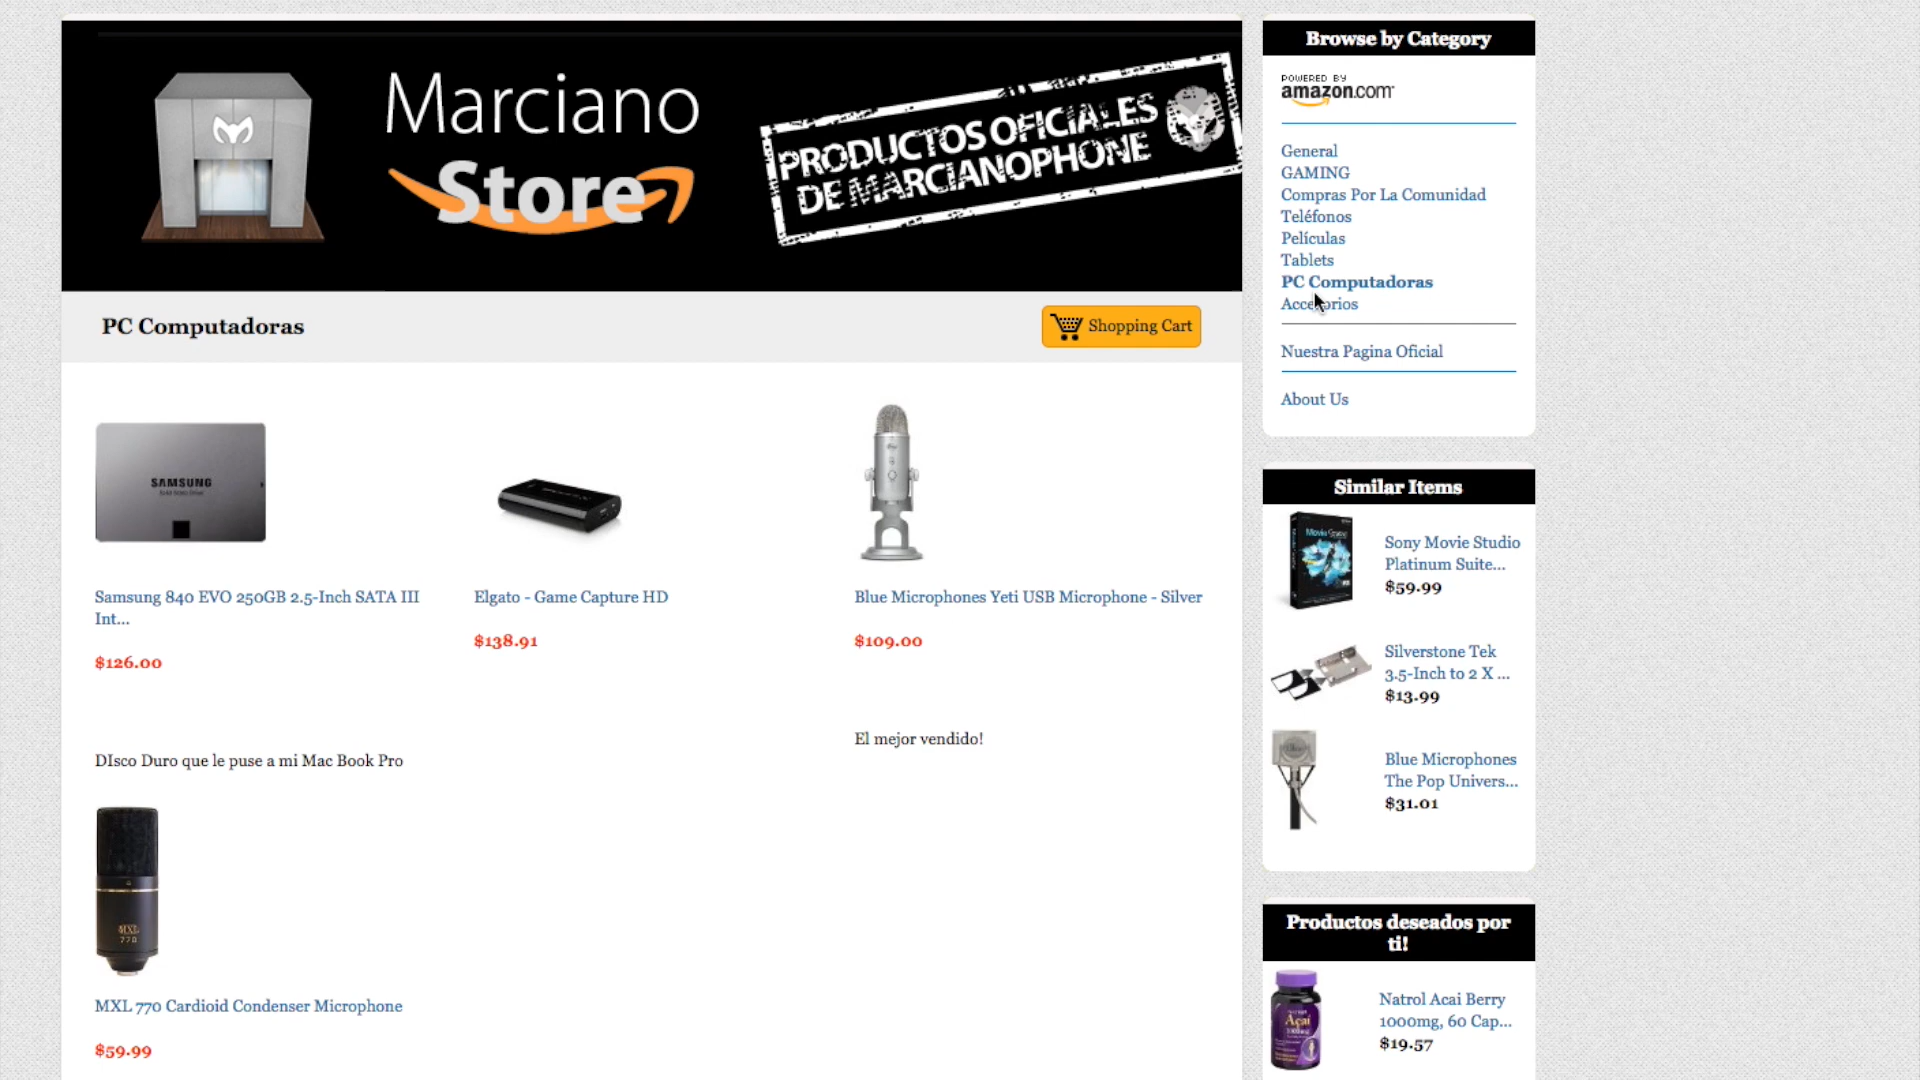 Marciano
Store
PRODUCTOS OFICIALES
DE MARCIANOPHONE
PC Computadoras
Shopping Cart
SAMSUNG
Solid State Drive
Samsung 840 EVO 250GB 2.5-Inch SATA III
Int...
$126.00
Elgato - Game Capture HD
$138.91
Blue Microphones Yeti USB Microphone - Silver
$109.00
DIsco Duro que le puse a mi Mac Book Pro
El mejor vendido!
MXL
770
MXL 770 Cardioid Condenser Microphone
$59.99
Browse by Category
POWERED BY
amazon.com
General
GAMING
Compras Por La Comunidad
Teléfonos
Películas
Tablets
PC Computadoras
Accesorios
Nuestra Pagina Oficial
About Us
Similar Items
Movie Studio
Sony Movie Studio
Platinum Suite...
$59.99
Silverstone Tek
3.5-Inch to 2 X ...
$13.99
Blue Microphones
The Pop Univers...
$31.01
Productos deseados por
ti!
Açaí
Natrol Acai Berry
1000mg, 60 Cap...
$19.57